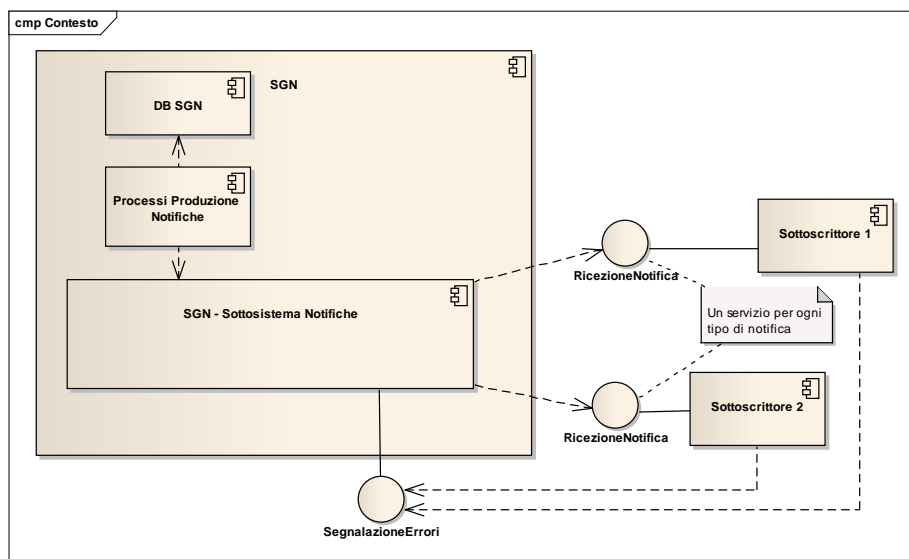 cmp Contesto
SGN
DB SGN
Processi Produzione
Notifiche
SGN - Sottosistema Notifiche
RicezioneNotifica
Sottoscrittore 1
Un servizio per ogni
tipo di notifica
RicezioneNotifica
Sottoscrittore 2
SegnalazioneErrori